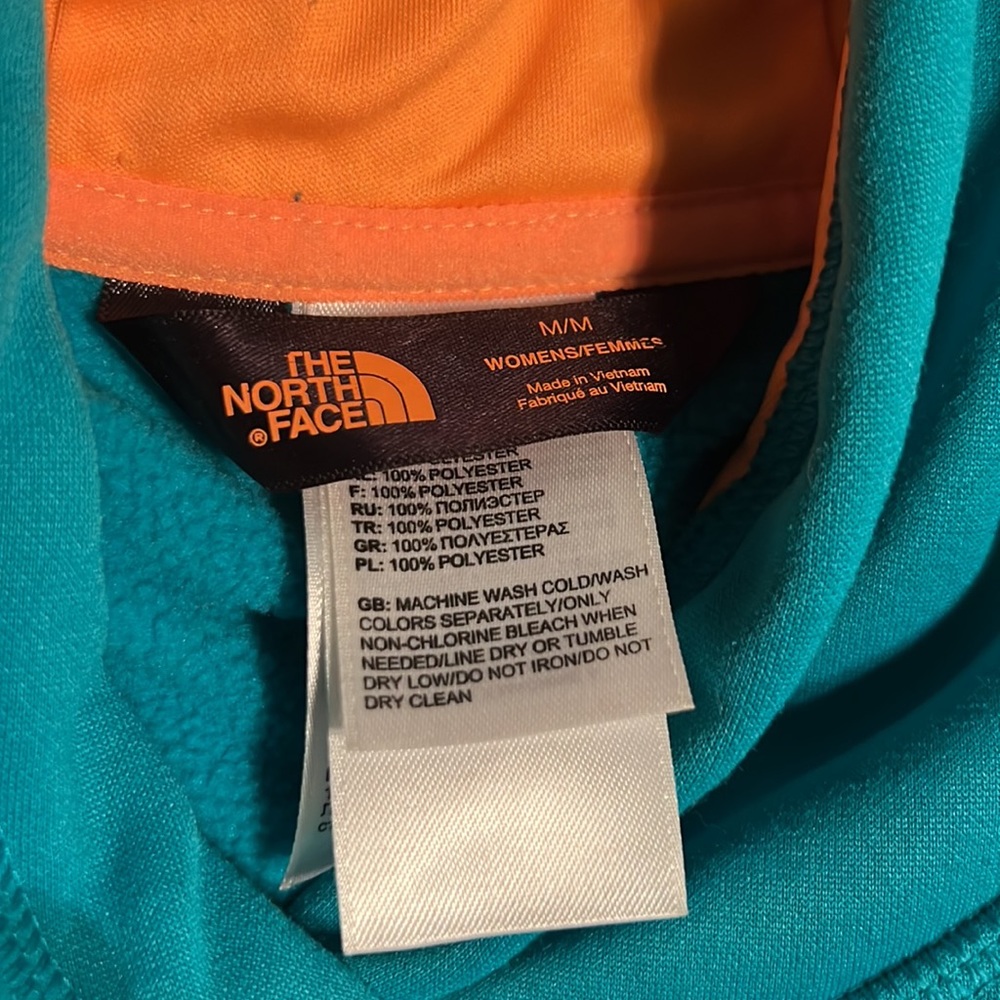 M/M
WOMENS/FEMMES
Made in Vietnam
Fabriqué au Vietnam
THE
NORTH
FACE
®
100% POLYESTER
F: 100% POLYESTER
RU: 100% ПОЛИЭСТЕР
TR: 100% POLYESTER
GR: 100% ΠΟΛΥΕΣΤΕΡΑΣ
PL: 100% POLYESTER
GB: MACHINE WASH COLD/WASH
COLORS SEPARATELY/ONLY
NON-CHLORINE BLEACH WHEN
NEEDED/LINE DRY OR TUMBLE
DRY LOW/DO NOT IRON/DO NOT
DRY CLEAN